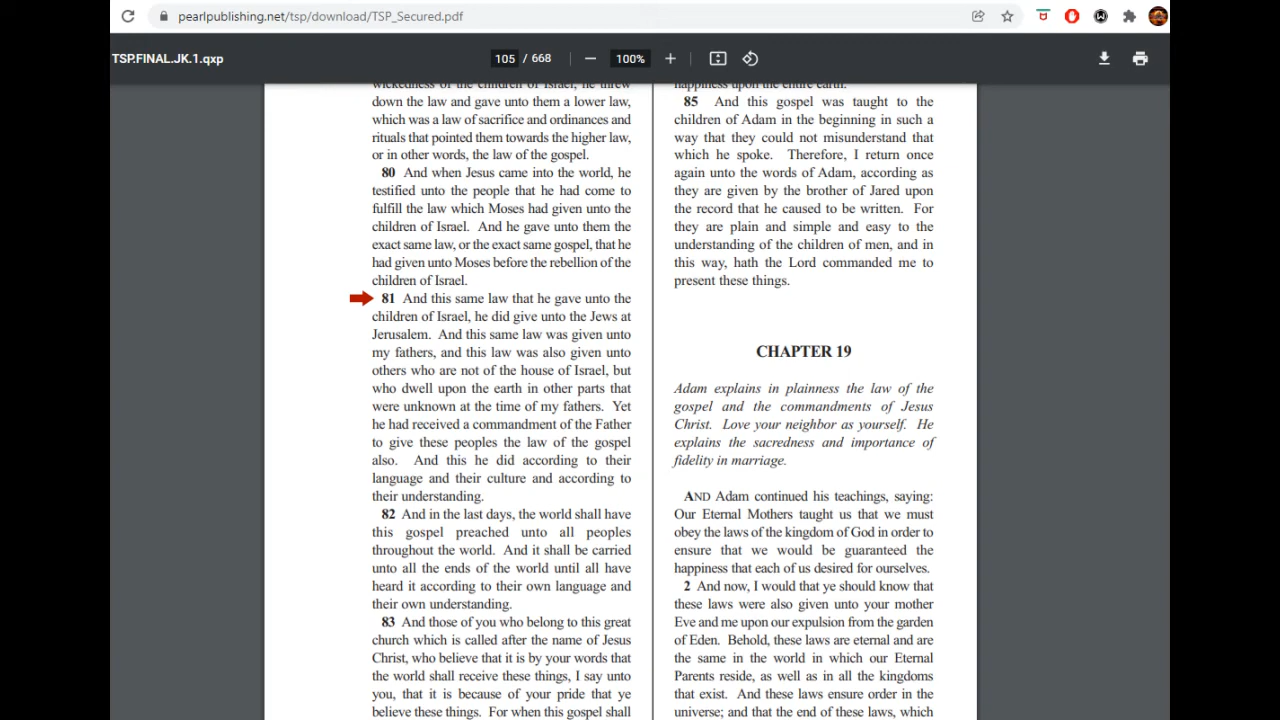 pearlpublishing.net/tsp/download/TSP_Secured.pdf
TSP.FINAL.JK.1.qxp
105 / 668
100%
wickedness of the children of Israel, he threw
down the law and gave unto them a lower law,
which was a law of sacrifice and ordinances and
rituals that pointed them towards the higher law,
or in other words, the law of the gospel.
80 And when Jesus came into the world, he
testified unto the people that he had come to
fulfill the law which Moses had given unto the
children of Israel. And he gave unto them the
exact same law, or the exact same gospel, that he
had given unto Moses before the rebellion of the
children of Israel.
81 And this same law that he gave unto the
children of Israel, he did give unto the Jews at
Jerusalem. And this same law was given unto
my fathers, and this law was also given unto
others who are not of the house of Israel, but
who dwell upon the earth in other parts that
were unknown at the time of my fathers. Yet
he had received a commandment of the Father
to give these peoples the law of the gospel
also. And this he did according to their
language and their culture and according to
their understanding.
82 And in the last days, the world shall have
this gospel preached unto all peoples
throughout the world. And it shall be carried
unto all the ends of the world until all have
heard it according to their own language and
their own understanding.
83 And those of you who belong to this great
church which is called after the name of Jesus
Christ, who believe that it is by your words that
the world shall receive these things, I say unto
you, that it is because of your pride that ye
believe these things. For when this gospel shall
happiness upon the entire earth.
85 And this gospel was taught to the
children of Adam in the beginning in such a
way that they could not misunderstand that
which he spoke. Therefore, I return once
again unto the words of Adam, according as
they are given by the brother of Jared upon
the record that he caused to be written. For
they are plain and simple and easy to the
understanding of the children of men, and in
this way, hath the Lord commanded me to
present these things.
CHAPTER 19
Adam explains in plainness the law of the
gospel and the commandments of Jesus
Christ. Love your neighbor as yourself. He
explains the sacredness and importance of
fidelity in marriage.
AND Adam continued his teachings, saying:
Our Eternal Mothers taught us that we must
obey the laws of the kingdom of God in order to
ensure that we would be guaranteed the
happiness that each of us desired for ourselves.
2 And now, I would that ye should know that
these laws were also given unto your mother
Eve and me upon our expulsion from the garden
of Eden. Behold, these laws are eternal and are
the same in the world in which our Eternal
Parents reside, as well as in all the kingdoms
that exist. And these laws ensure order in the
universe; and that the end of these laws, which